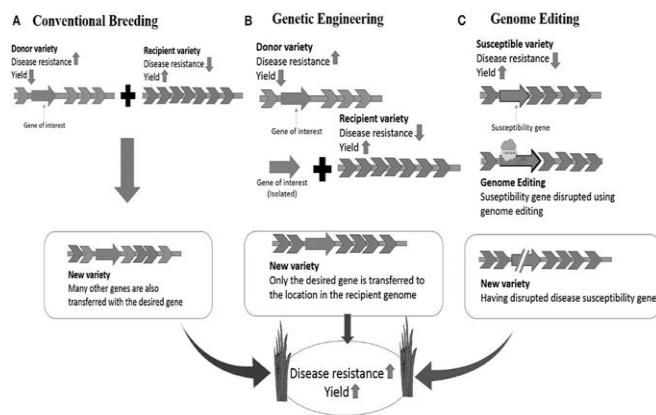 A Conventional Breeding
Donor variety
Disease resistance
Yield
Recipient variety
Disease resistance
Yield
Gene of interest
New variety
Many other genes are also
transferred with the desired gene
B Genetic Engineering
Donor variety
Disease resistance
Yield
Gene of interest
Recipient variety
Disease resistance
Yield
Gene of interest
(Isolated)
New variety
Only the desired gene is transferred to
the location in the recipient genome
C Genome Editing
Susceptible variety
Disease resistance
Yield
Susceptibility gene
Genome Editing
Suseptibility gene disrupted using
genome editing
New variety
Having disrupted disease susceptibility gene
Disease resistance
Yield